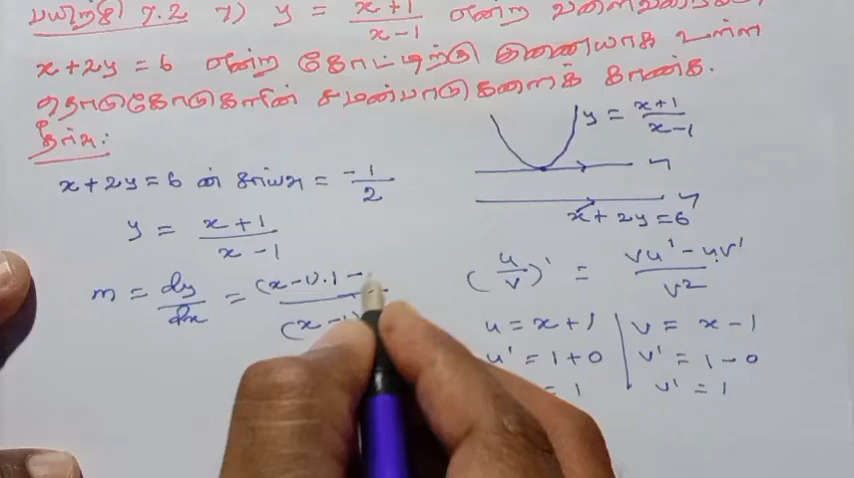 பயிற்சி 7.2 7) y = x+1/x-1 என்ற
x+2y=6 என்ற கோட்டிற்கு இணையாக உள்ள
தொடுகோடுகளின் சமன்பாடுகளைக் காண்க.
தீர்வு:
y = x+1/x-1
x+2y=6 ன் சாய்வு = -1/2
x+2y=6
y = x+1/x-1
m = dy/dx = (x-1).1 -
(u/v)' = vu'-uv'/v²
u = x+1 | v = x-1
u' = 1+0 | v' = 1-0
= 1 | v' = 1